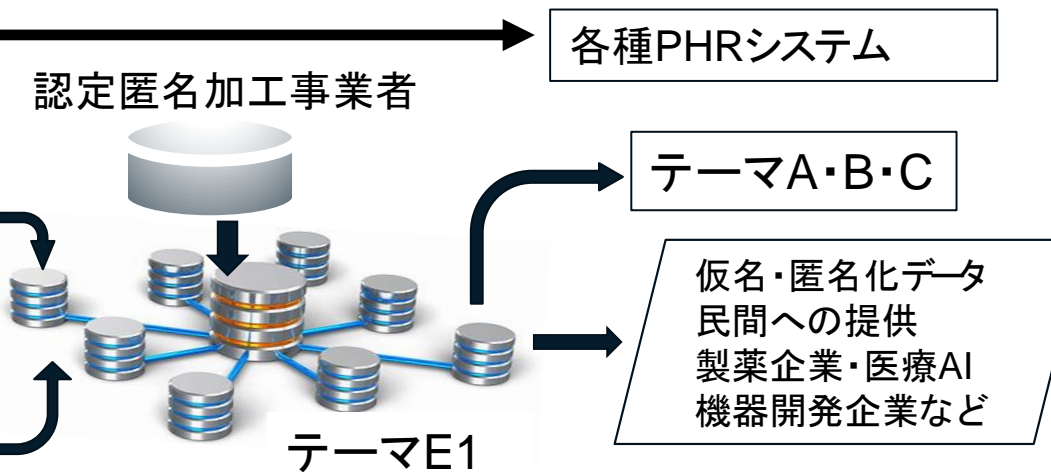 各種PHRシステム
認定匿名加工事業者
テーマA・B・C
仮名・匿名化データ
民間への提供
製薬企業・医療AI
機器開発企業など
テーマE1